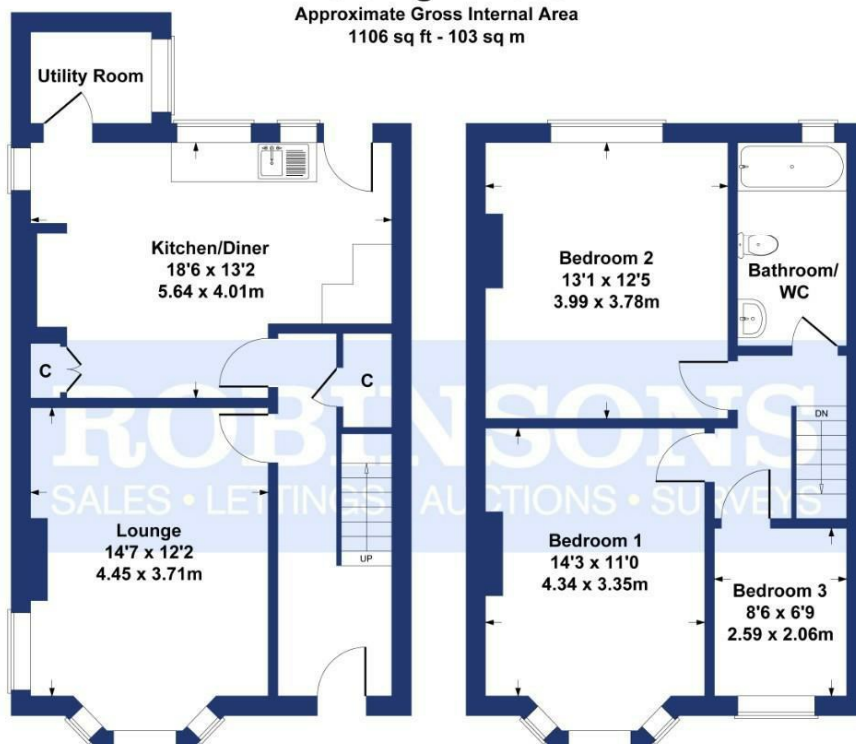 Approximate Gross Internal Area
1106 sq ft - 103 sq m
Utility Room
Kitchen/Diner
18'6 x 13'2
5.64 x 4.01m
C
C
Lounge
14'7 x 12'2
4.45 x 3.71m
UP
Bedroom 2
13'1 x 12'5
3.99 x 3.78m
Bathroom/
WC
DN
Bedroom 1
14'3 x 11'0
4.34 x 3.35m
Bedroom 3
8'6 x 6'9
2.59 x 2.06m
ROBINSONS
SALES • LETTINGS • AUCTIONS • SURVEYS